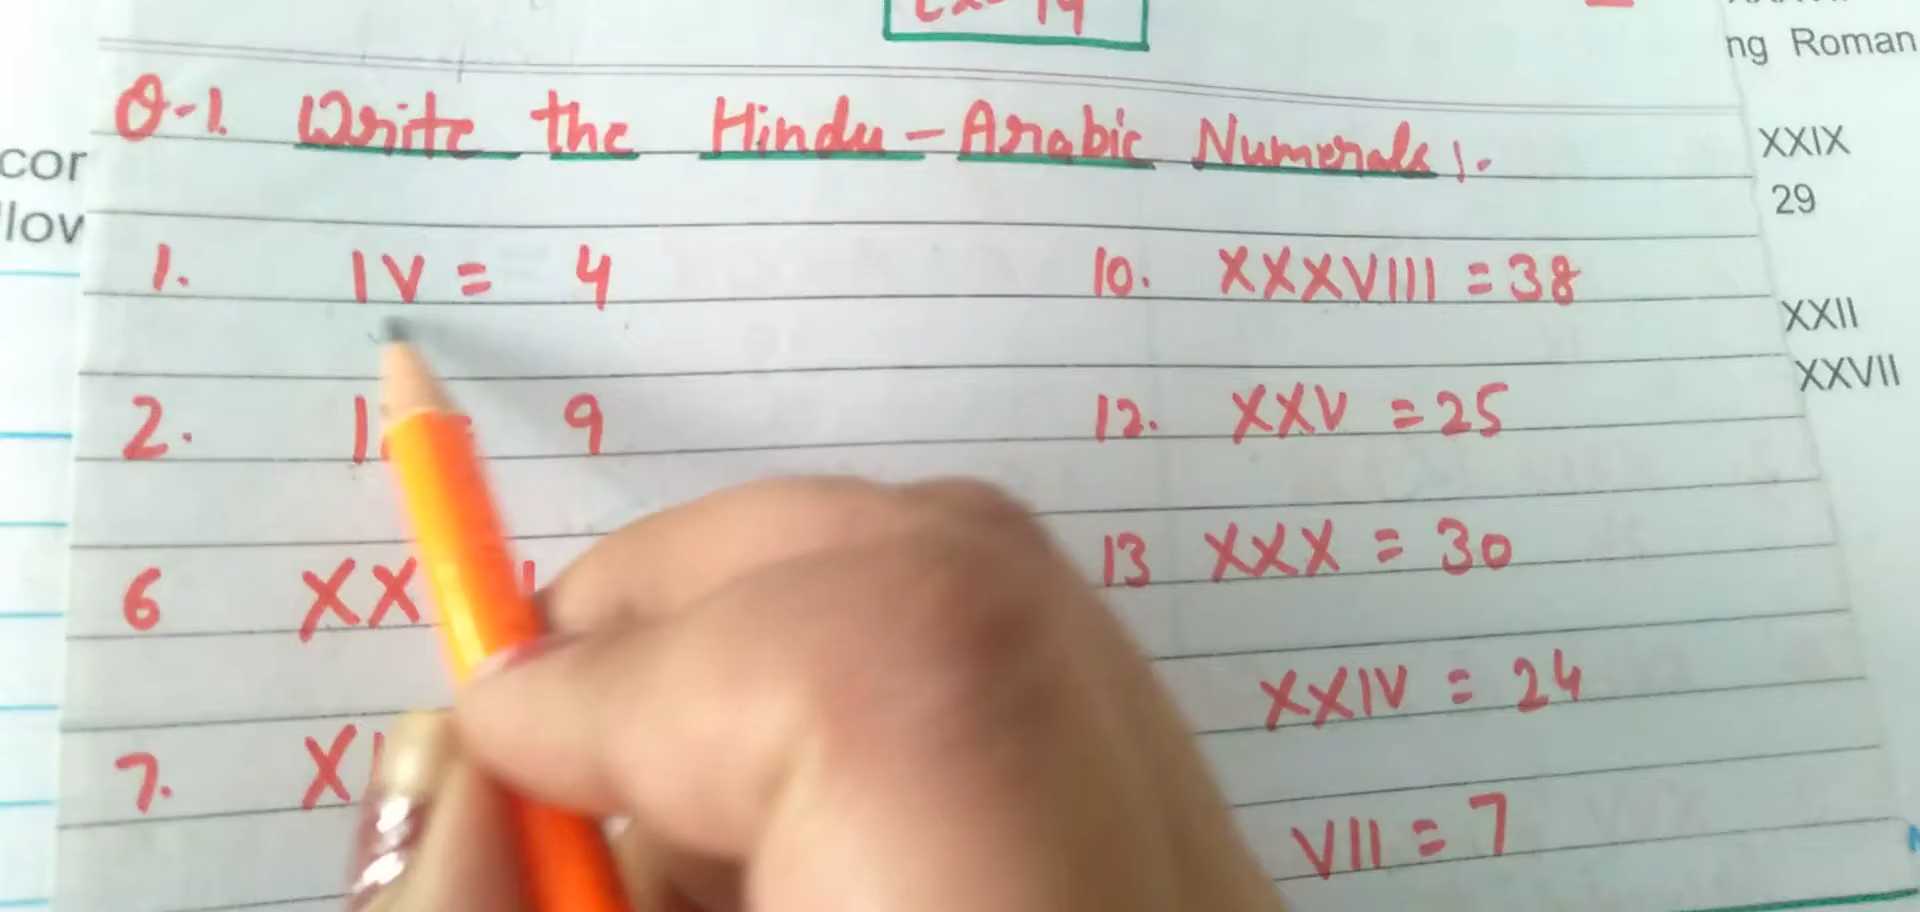 Q-1. Write the Hindu-Arabic Numerals :-
1. IV = 4
2. 9
6 XX
7.
10. XXXVIII = 38
12. XXV = 25
13 XXX = 30
XXIV = 24
VII = 7
ng Roman
XXIX
29
XXII
XXVII